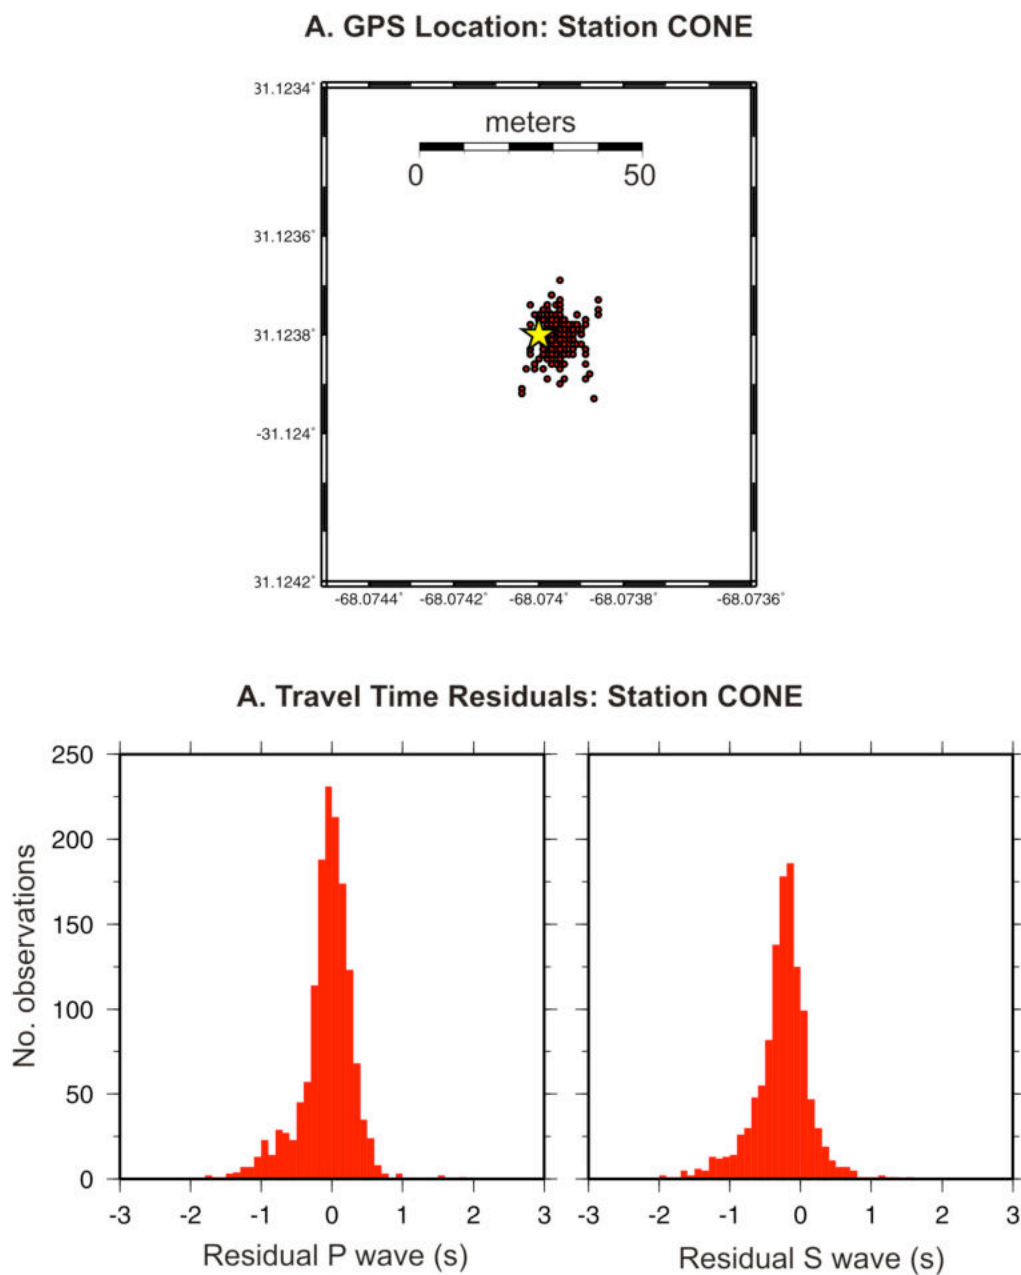 A. GPS Location: Station CONE
31.1234°
meters
0 50
31.1236°
31.1238°
-31.124°
31.1242°
-68.0744° -68.0742° -68.074° -68.0738° -68.0736°
A. Travel Time Residuals: Station CONE
250
200
150
100
50
0
No. observations
-3 -2 -1 0 1 2 3
Residual P wave (s)
-3 -2 -1 0 1 2 3
Residual S wave (s)